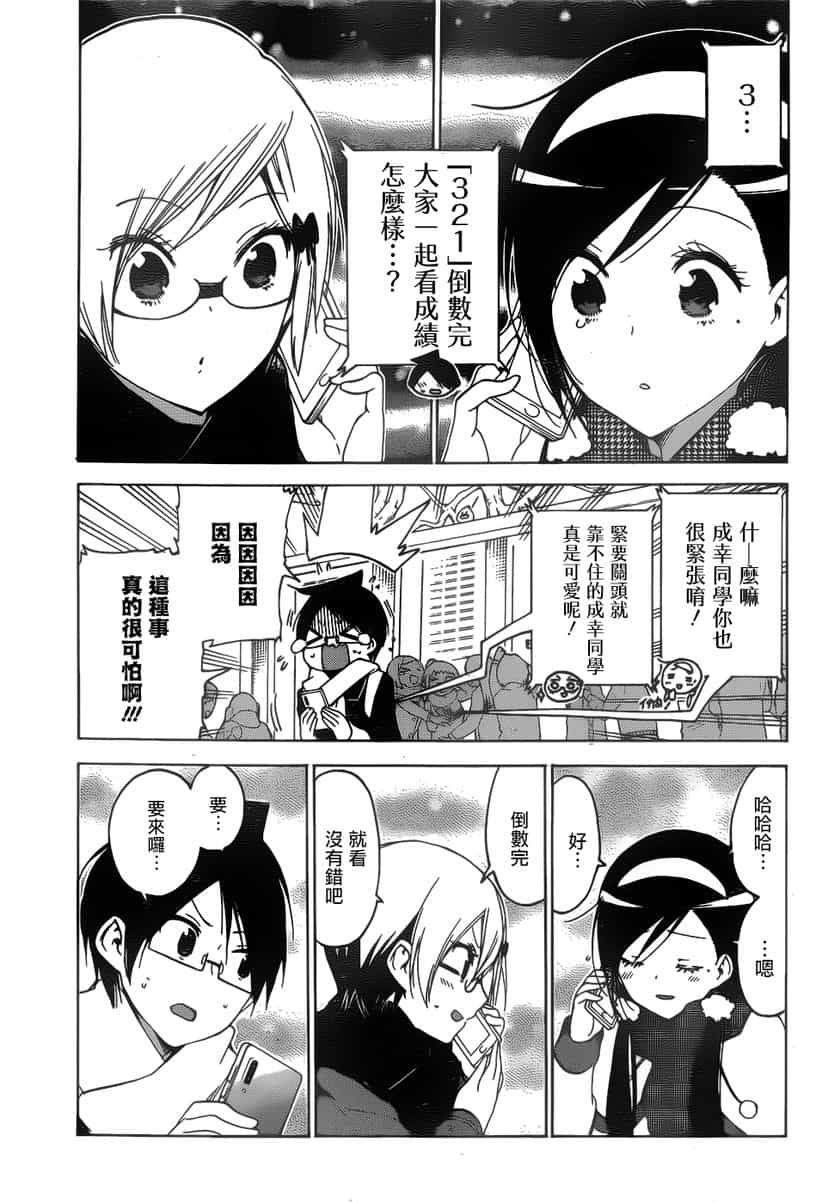 3⋯
「321」倒數完
大家一起看成績
怎麼樣⋯？
什—麼嘛
成幸同學你也
很緊張唷！
緊要關頭就
靠不住的成幸同學
真是可愛呢！
因因因因
因為
這種事
真的很可怕啊!!!
哈哈哈⋯
⋯嗯
好⋯
倒數完
就看
沒有錯吧
要⋯
要來囉⋯